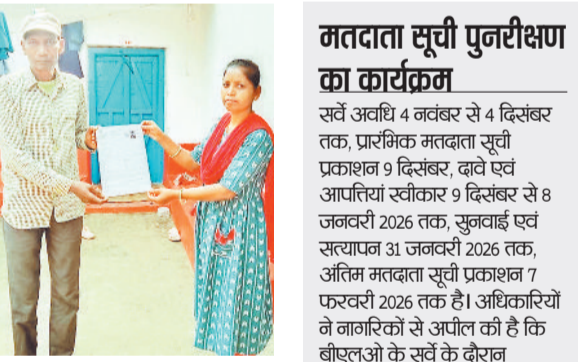 मतदाता सूची पुनरीक्षण
का कार्यक्रम
सर्वे अवधि 4 नवंबर से 4 दिसंबर
तक, प्रारंभिक मतदाता सूची
प्रकाशन 9 दिसंबर, दावे एवं
आपत्तियां स्वीकार 9 दिसंबर से 8
जनवरी 2026 तक, सुनवाई एवं
सत्यापन 31 जनवरी 2026 तक,
अंतिम मतदाता सूची प्रकाशन 7
फरवरी 2026 तक है। अधिकारियों
ने नागरिकों से अपील की है कि
बीएलओ के सर्वे के दौरान